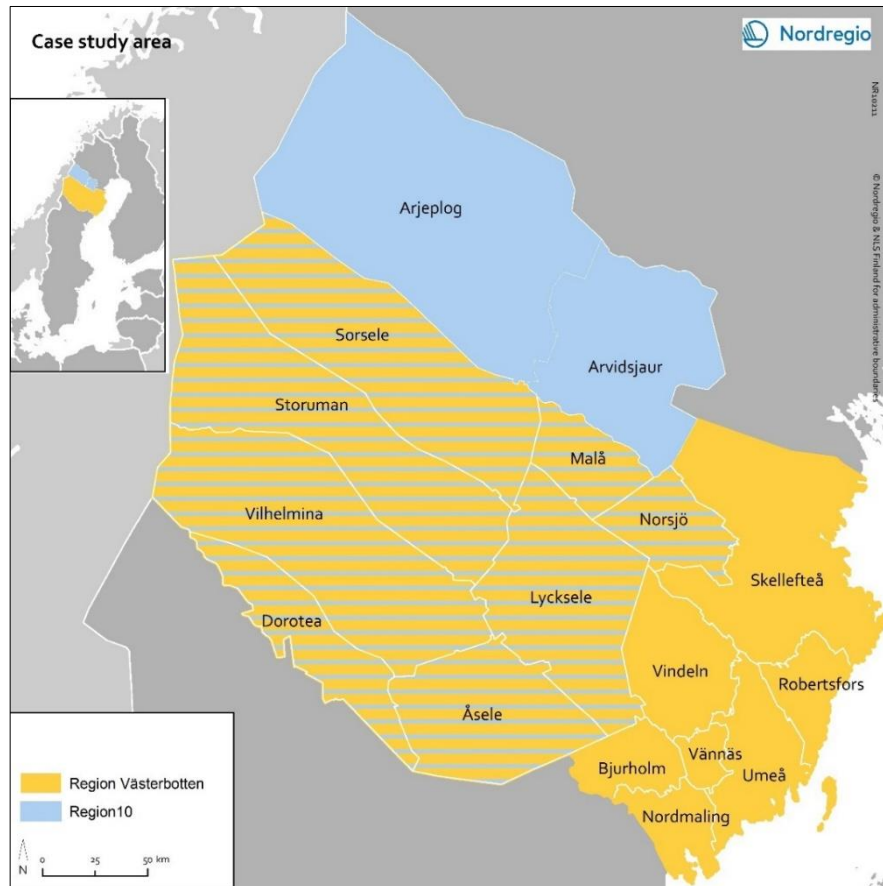 Case study area
Nordregio
NR10211
© Nordregio & NLS Finland for administrative boundaries
Arjeplog
Arvidsjaur
Sorsele
Storuman
Malå
Norsjö
Vilhelmina
Skellefteå
Lycksele
Dorotea
Vindeln
Robertsfors
Åsele
Vännäs
Bjurholm
Umeå
Nordmaling
Region Västerbotten
Region10
N
0 25 50 km